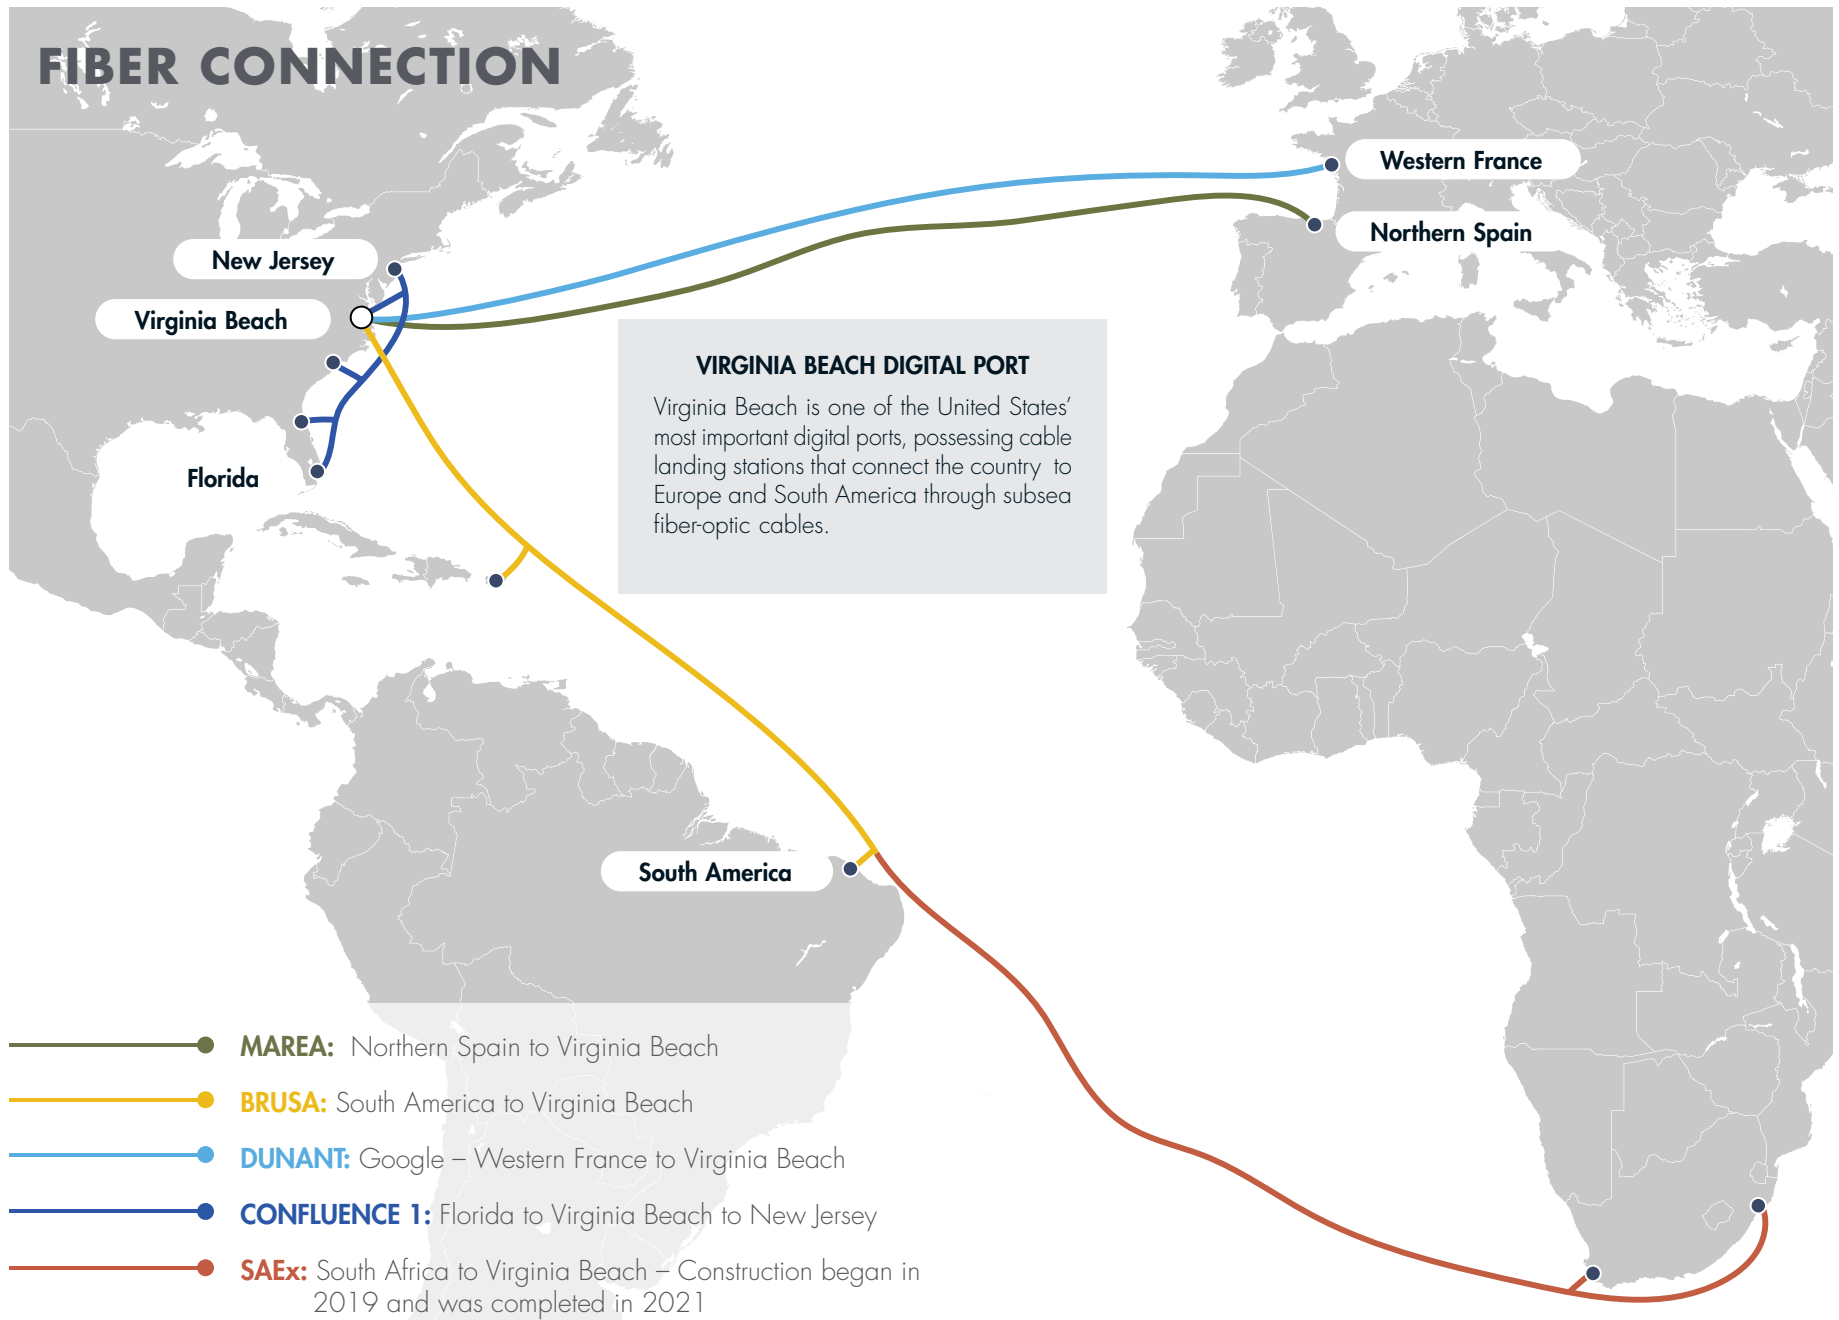 FIBER CONNECTION
Western France
Northern Spain
New Jersey
Virginia Beach
Florida
VIRGINIA BEACH DIGITAL PORT
Virginia Beach is one of the United States’
most important digital ports, possessing cable
landing stations that connect the country to
Europe and South America through subsea
fiber-optic cables.
South America
MAREA: Northern Spain to Virginia Beach
BRUSA: South America to Virginia Beach
DUNANT: Google – Western France to Virginia Beach
CONFLUENCE 1: Florida to Virginia Beach to New Jersey
SAEx: South Africa to Virginia Beach – Construction began in
2019 and was completed in 2021